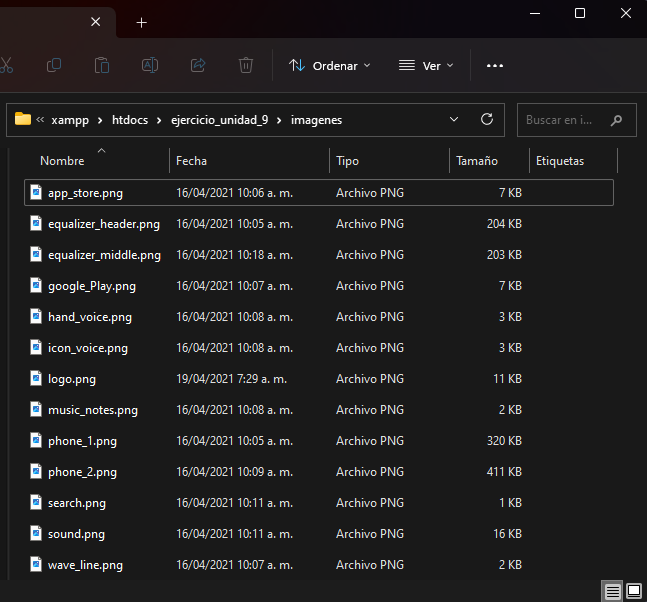 Ordenar Ver
xampp htdocs ejercicio_unidad_9 imagenes Buscar en i...
Nombre Fecha Tipo Tamaño Etiquetas
app_store.png 16/04/2021 10:06 a. m. Archivo PNG 7 KB
equalizer_header.png 16/04/2021 10:05 a. m. Archivo PNG 204 KB
equalizer_middle.png 16/04/2021 10:18 a. m. Archivo PNG 203 KB
google_Play.png 16/04/2021 10:07 a. m. Archivo PNG 7 KB
hand_voice.png 16/04/2021 10:08 a. m. Archivo PNG 3 KB
icon_voice.png 16/04/2021 10:08 a. m. Archivo PNG 3 KB
logo.png 19/04/2021 7:29 a. m. Archivo PNG 11 KB
music_notes.png 16/04/2021 10:08 a. m. Archivo PNG 2 KB
phone_1.png 16/04/2021 10:05 a. m. Archivo PNG 320 KB
phone_2.png 16/04/2021 10:09 a. m. Archivo PNG 411 KB
search.png 16/04/2021 10:11 a. m. Archivo PNG 1 KB
sound.png 16/04/2021 10:11 a. m. Archivo PNG 16 KB
wave_line.png 16/04/2021 10:07 a. m. Archivo PNG 2 KB